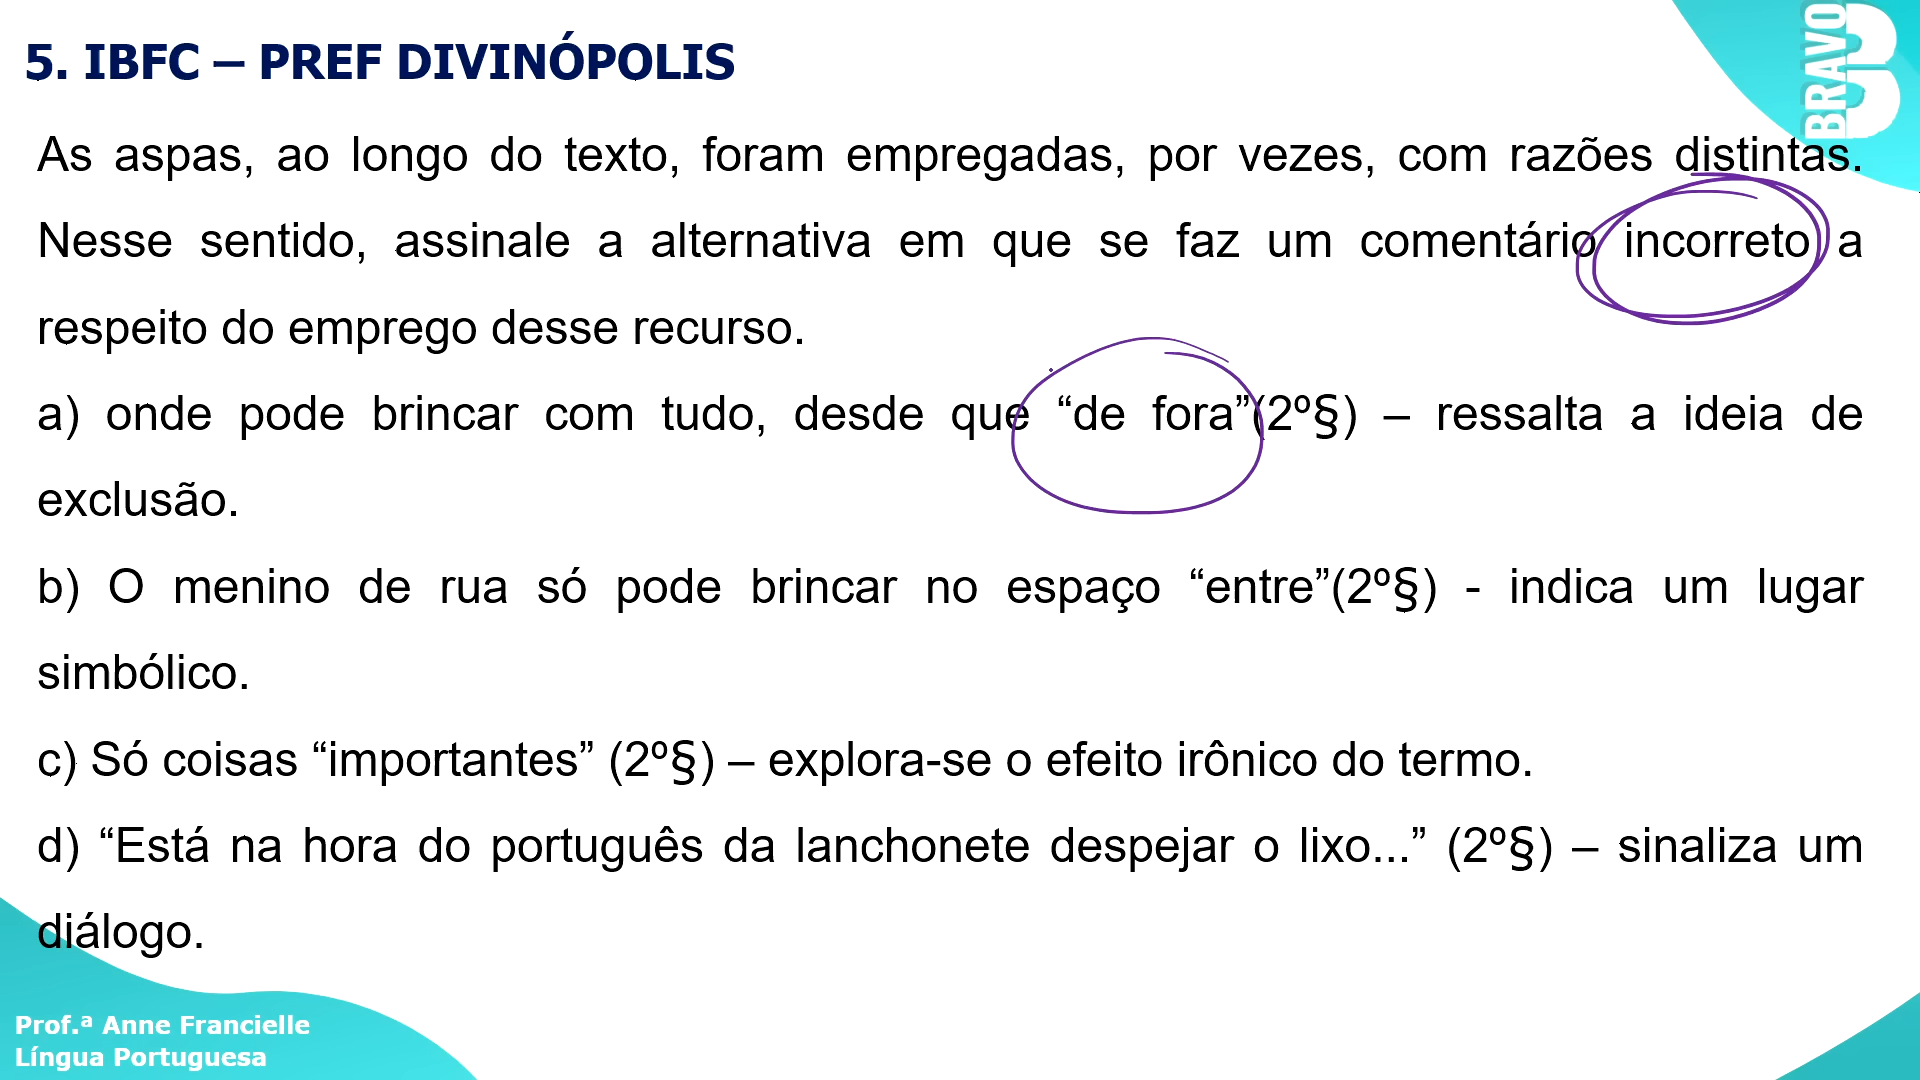 5. IBFC – PREF DIVINÓPOLIS
BRAVO
As aspas, ao longo do texto, foram empregadas, por vezes, com razões distintas.
Nesse sentido, assinale a alternativa em que se faz um comentário incorreto a
respeito do emprego desse recurso.
a) onde pode brincar com tudo, desde que “de fora”(2º§) – ressalta a ideia de
exclusão.
b) O menino de rua só pode brincar no espaço “entre”(2º§) - indica um lugar
simbólico.
c) Só coisas “importantes” (2º§) – explora-se o efeito irônico do termo.
d) “Está na hora do português da lanchonete despejar o lixo...” (2º§) – sinaliza um
diálogo.
Prof.ª Anne Francielle
Língua Portuguesa